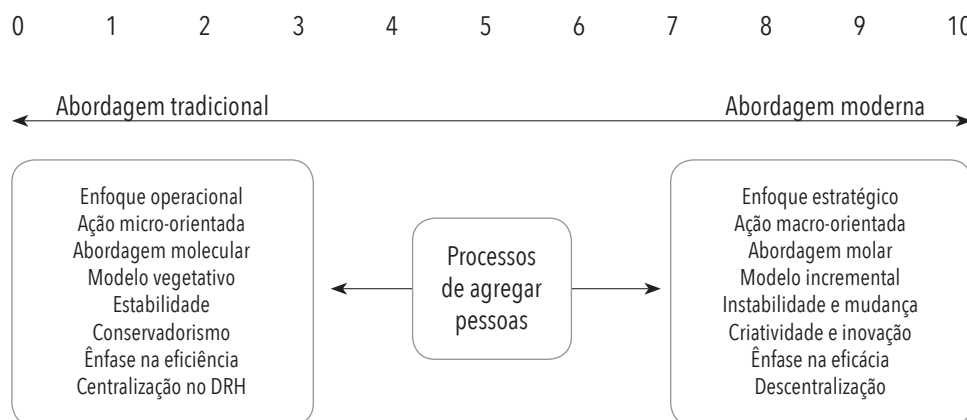 0 1 2 3 4 5 6 7 8 9 10
Abordagem tradicional
Abordagem moderna
Enfoque operacional
Ação micro-orientada
Abordagem molecular
Modelo vegetativo
Estabilidade
Conservadorismo
Ênfase na eficiência
Centralização no DRH
Processos
de agregar
pessoas
Enfoque estratégico
Ação macro-orientada
Abordagem molar
Modelo incremental
Instabilidade e mudança
Criatividade e inovação
Ênfase na eficácia
Descentralização